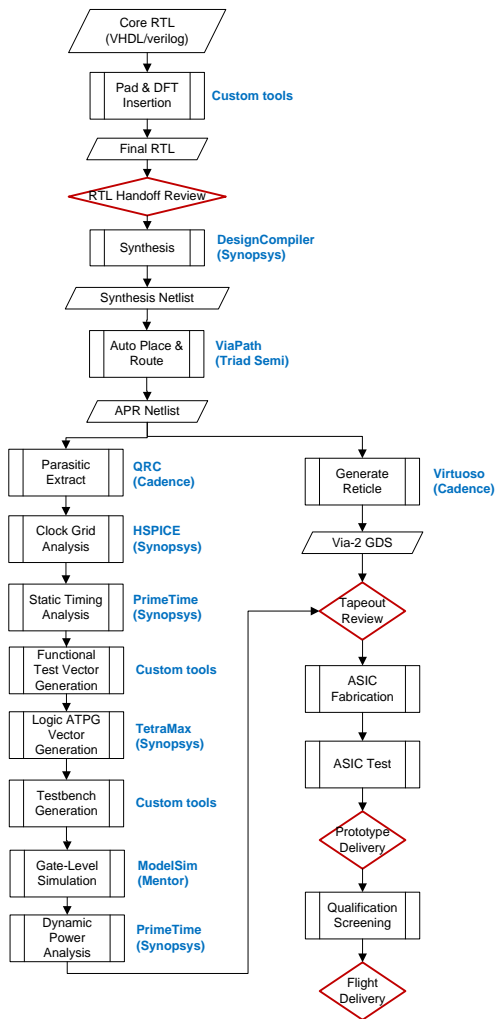 Core RTL
(VHDL/verilog)
Pad & DFT
Insertion
Custom tools
Final RTL
RTL Handoff Review
Synthesis
DesignCompiler
(Synopsys)
Synthesis Netlist
Auto Place &
Route
ViaPath
(Triad Semi)
APR Netlist
Parasitic
Extract
QRC
(Cadence)
Clock Grid
Analysis
HSPICE
(Synopsys)
Static Timing
Analysis
PrimeTime
(Synopsys)
Functional
Test Vector
Generation
Custom tools
Logic ATPG
Vector
Generation
TetraMax
(Synopsys)
Testbench
Generation
Custom tools
Gate-Level
Simulation
ModelSim
(Mentor)
Dynamic
Power
Analysis
PrimeTime
(Synopsys)
Generate
Reticle
Virtuoso
(Cadence)
Via-2 GDS
Tapeout
Review
ASIC
Fabrication
ASIC Test
Prototype
Delivery
Qualification
Screening
Flight
Delivery